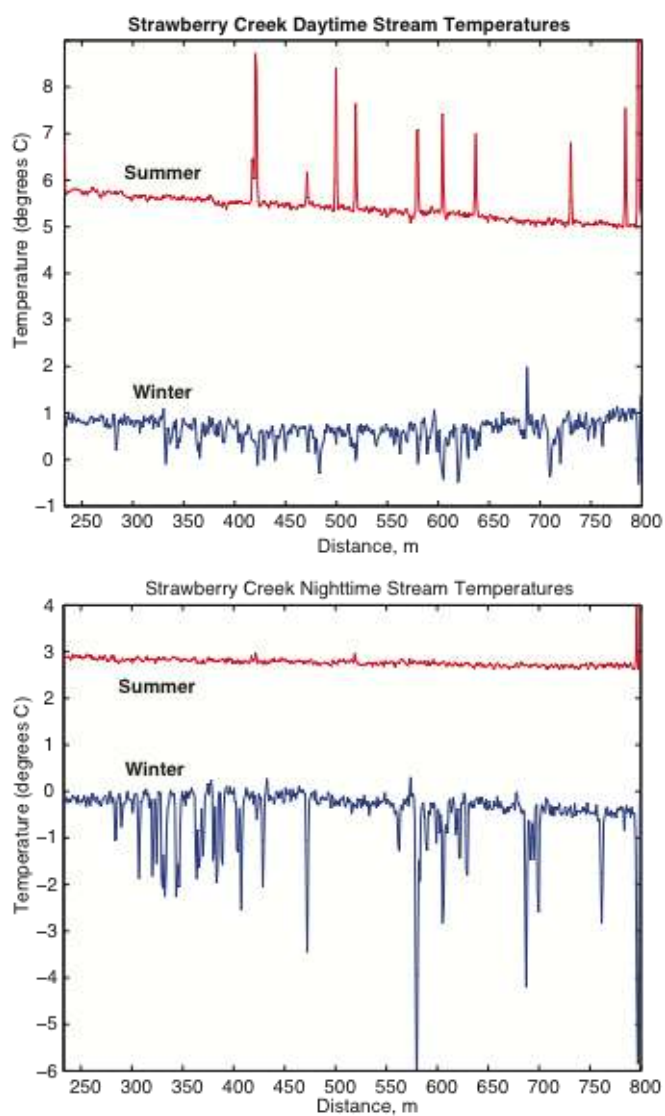 Strawberry Creek Daytime Stream Temperatures
8
7
Summer
6
5
4
3
2
Winter
1
0
−1
250 300 350 400 450 500 550 600 650 700 750 800
Distance, m
Temperature (degrees C)
Strawberry Creek Nighttime Stream Temperatures
4
3
Summer
2
1
Winter
0
−1
−2
−3
−4
−5
−6
250 300 350 400 450 500 550 600 650 700 750 800
Distance, m
Temperature (degrees C)